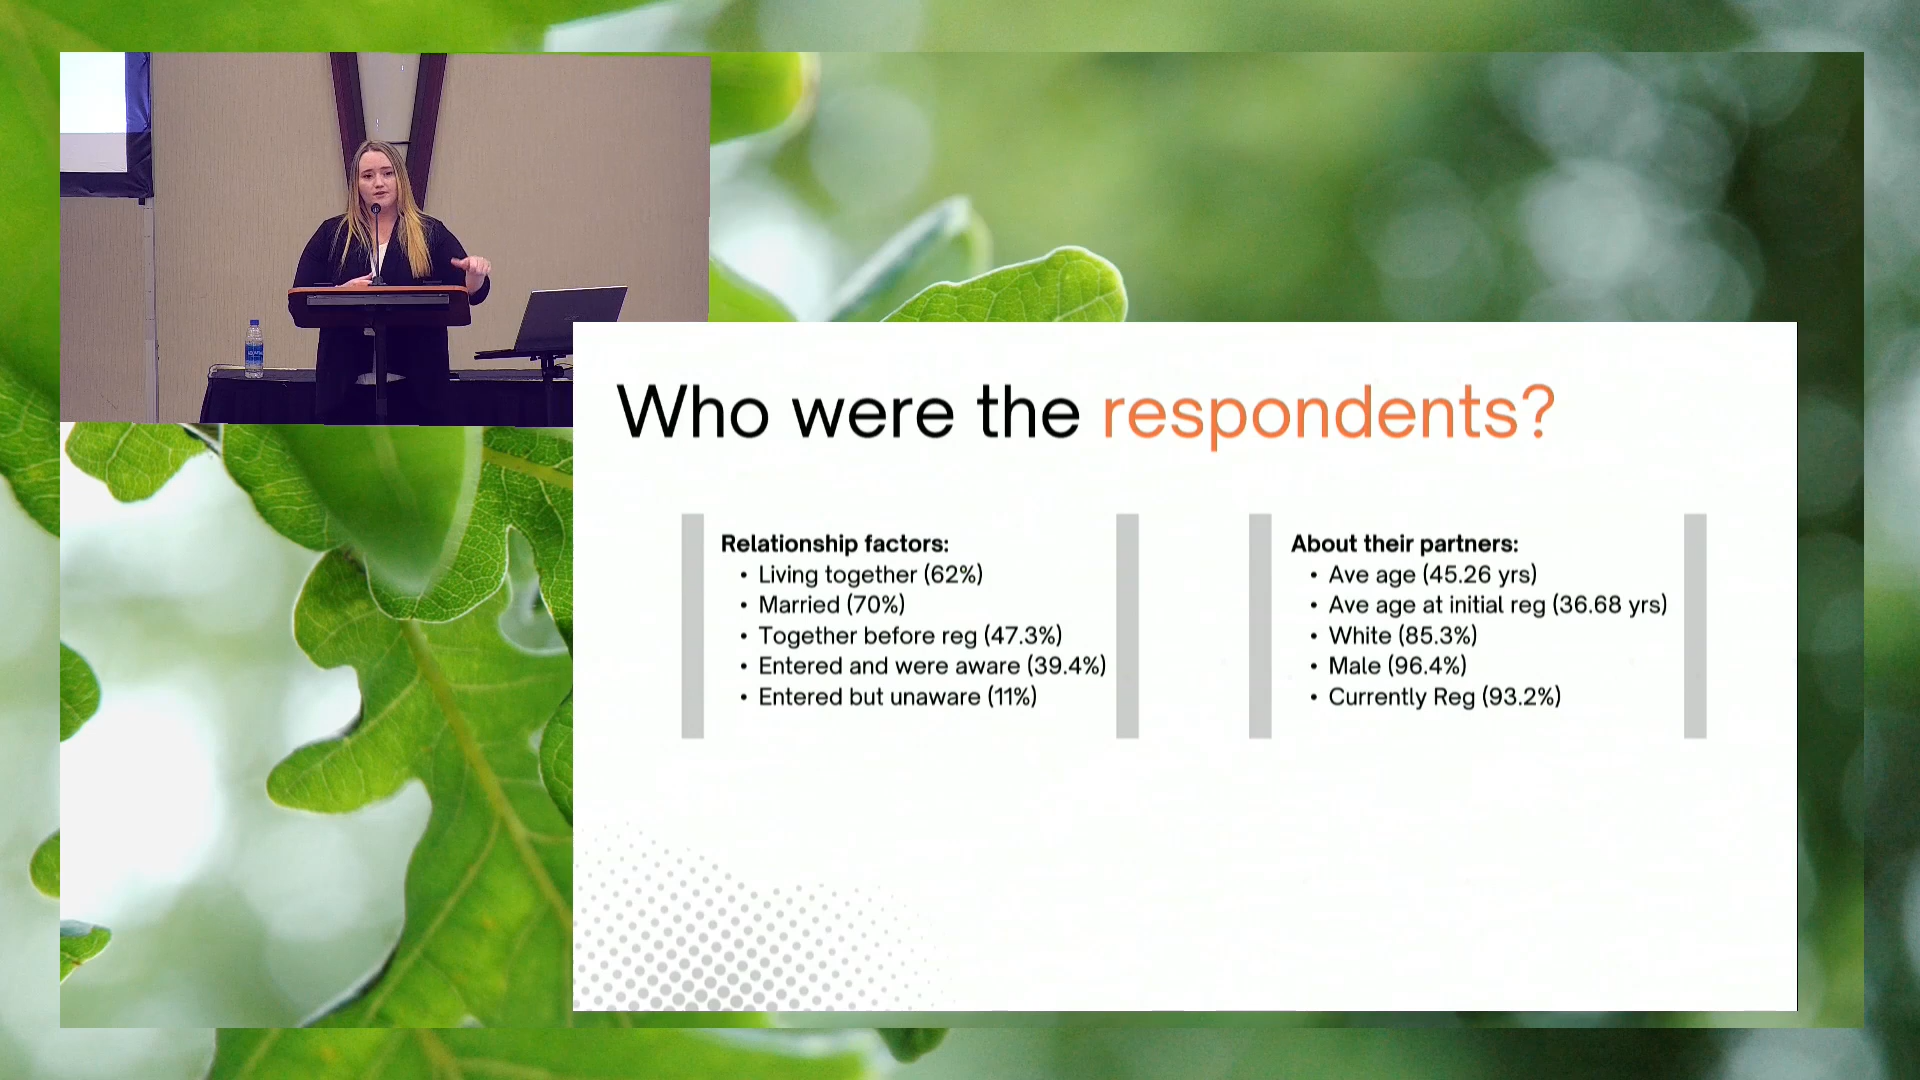 Who were the respondents?
Relationship factors:
• Living together (62%)
• Married (70%)
• Together before reg (47.3%)
• Entered and were aware (39.4%)
• Entered but unaware (11%)
About their partners:
• Ave age (45.26 yrs)
• Ave age at initial reg (36.68 yrs)
• White (85.3%)
• Male (96.4%)
• Currently Reg (93.2%)